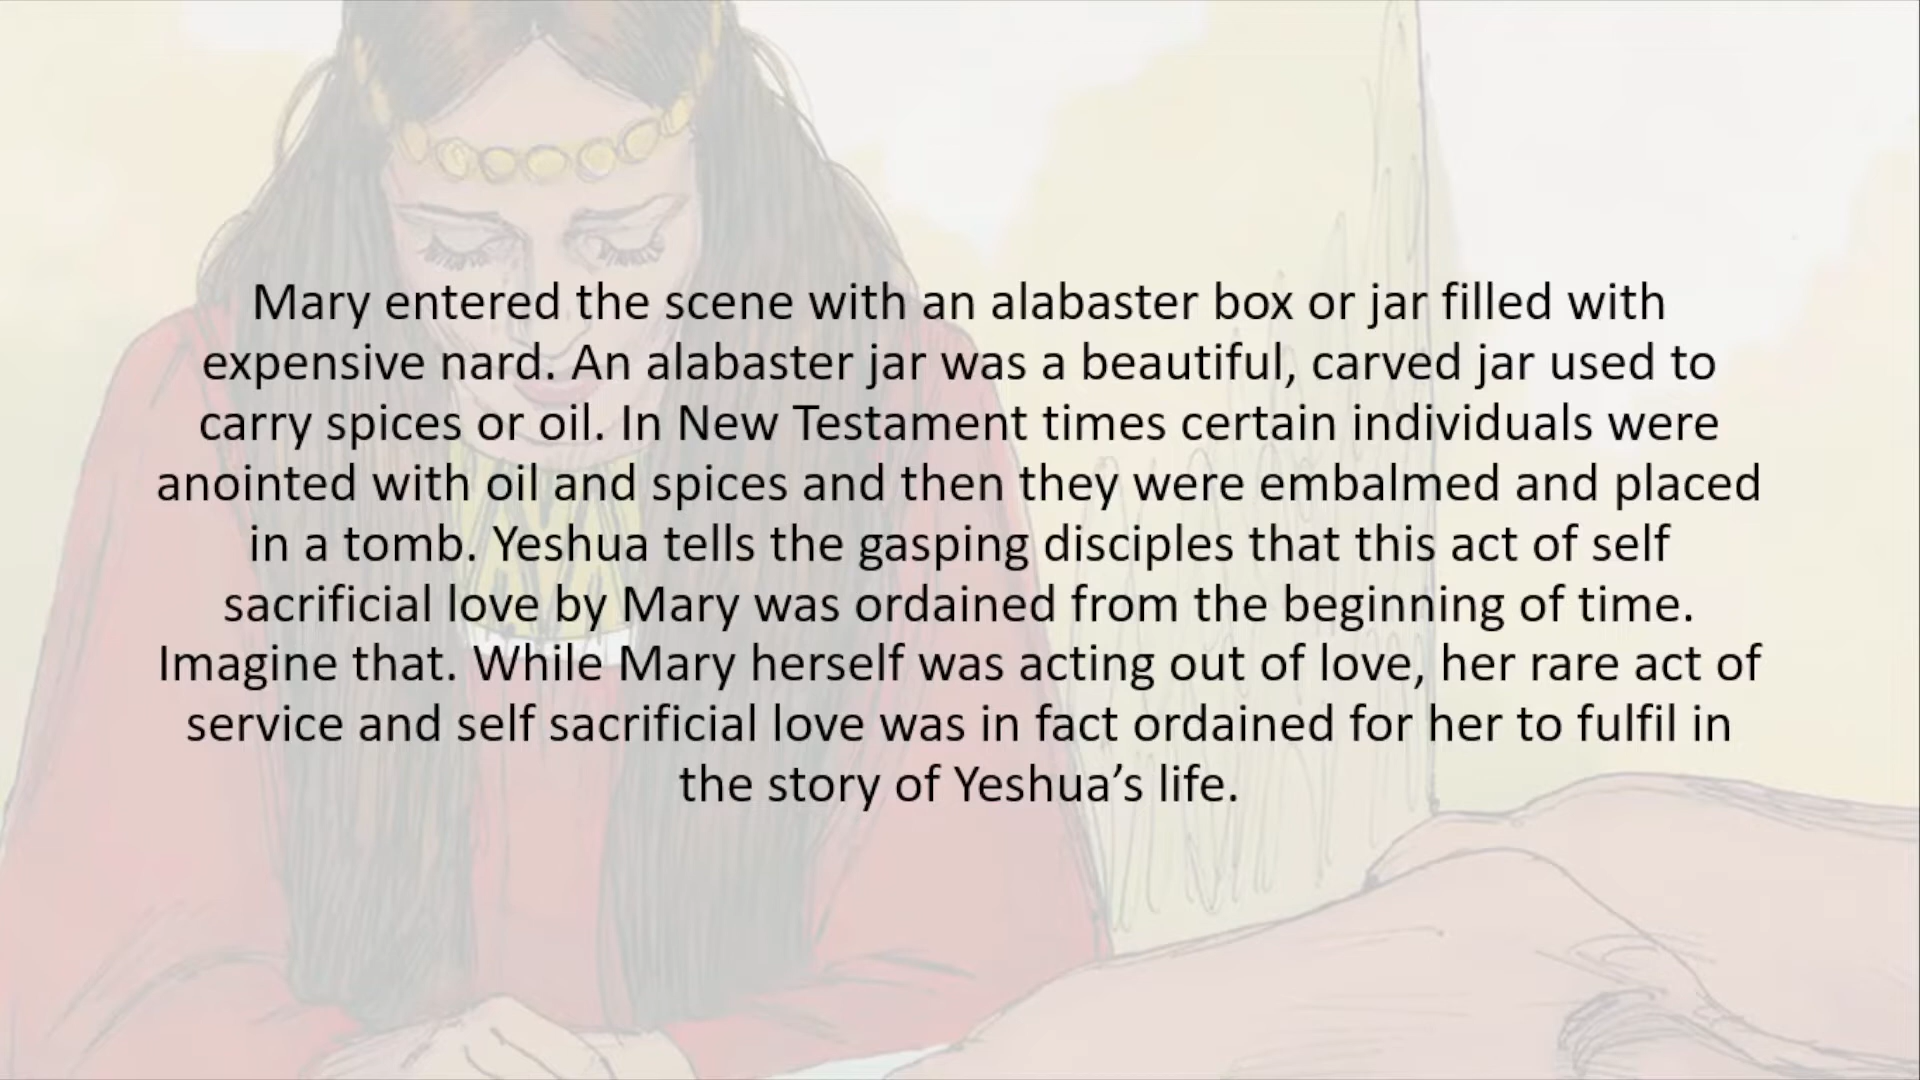 Mary entered the scene with an alabaster box or jar filled with
expensive nard. An alabaster jar was a beautiful, carved jar used to
carry spices or oil. In New Testament times certain individuals were
anointed with oil and spices and then they were embalmed and placed
in a tomb. Yeshua tells the gasping disciples that this act of self
sacrificial love by Mary was ordained from the beginning of time.
Imagine that. While Mary herself was acting out of love, her rare act of
service and self sacrificial love was in fact ordained for her to fulfil in
the story of Yeshua’s life.